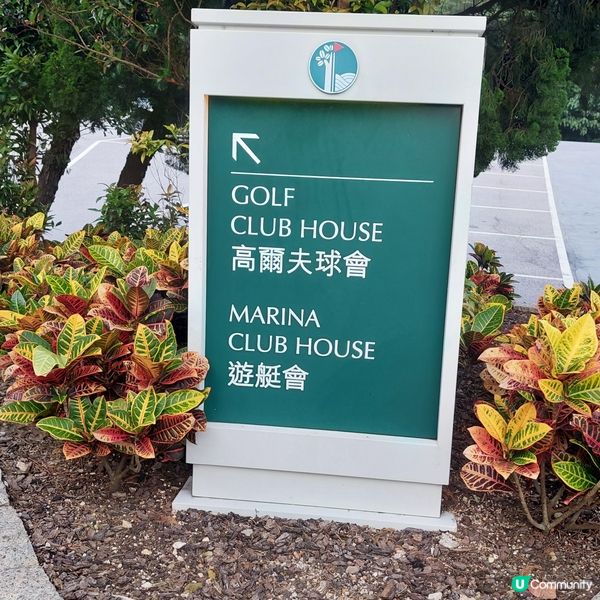 GOLF
CLUB HOUSE
高爾夫球會
MARINA
CLUB HOUSE
遊艇會
U Community